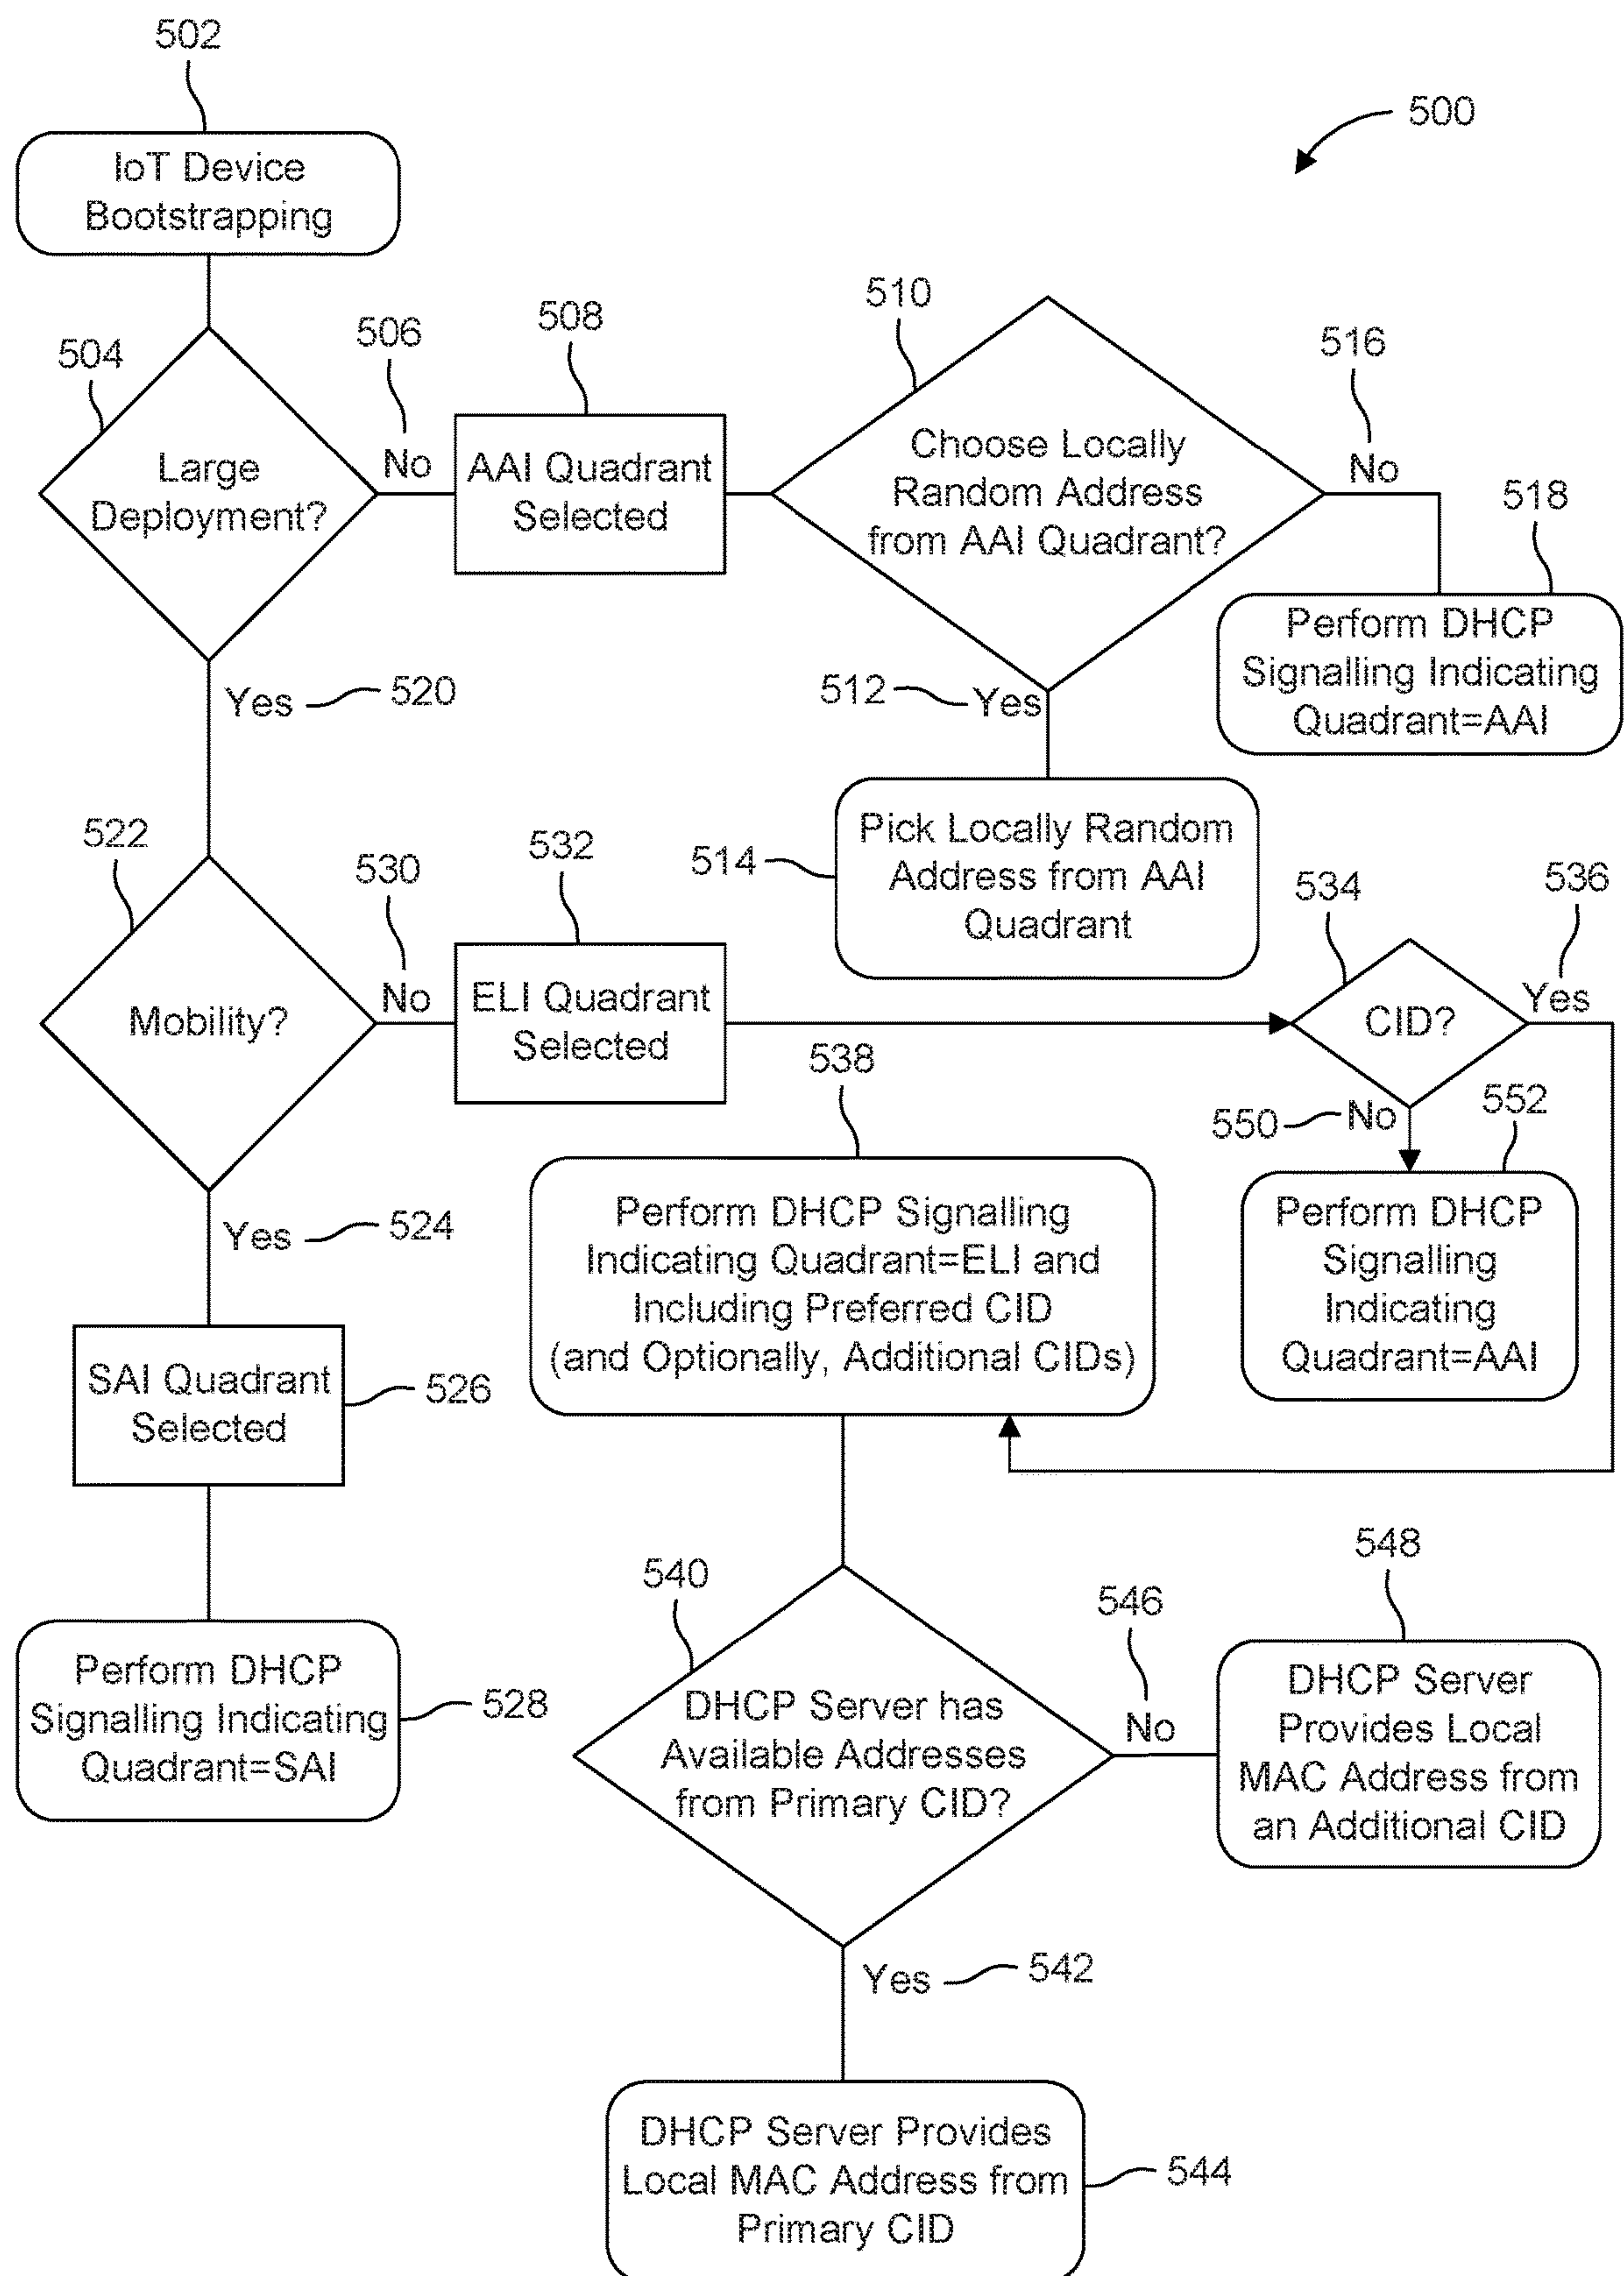 502
500
IoT Device
Bootstrapping
504
506
508
510
516
Large
Deployment?
No
AAI Quadrant
Selected
Choose Locally
Random Address
from AAI Quadrant?
No
518
Perform DHCP
Signalling Indicating
Quadrant=AAI
Yes
520
512
Yes
514
Pick Locally Random
Address from AAI
Quadrant
522
530
532
534
536
Mobility?
No
ELI Quadrant
Selected
CID?
Yes
538
550
No
552
Perform DHCP
Signalling
Indicating
Quadrant=AAI
Yes
524
Perform DHCP Signalling
Indicating Quadrant=ELI and
Including Preferred CID
(and Optionally, Additional CIDs)
SAI Quadrant
Selected
526
540
546
548
Perform DHCP
Signalling Indicating
Quadrant=SAI
528
DHCP Server has
Available Addresses
from Primary CID?
No
DHCP Server
Provides Local
MAC Address from
an Additional CID
Yes
542
DHCP Server Provides
Local MAC Address from
Primary CID
544